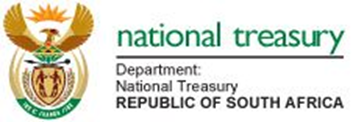 national treasury
Department:
National Treasury
REPUBLIC OF SOUTH AFRICA